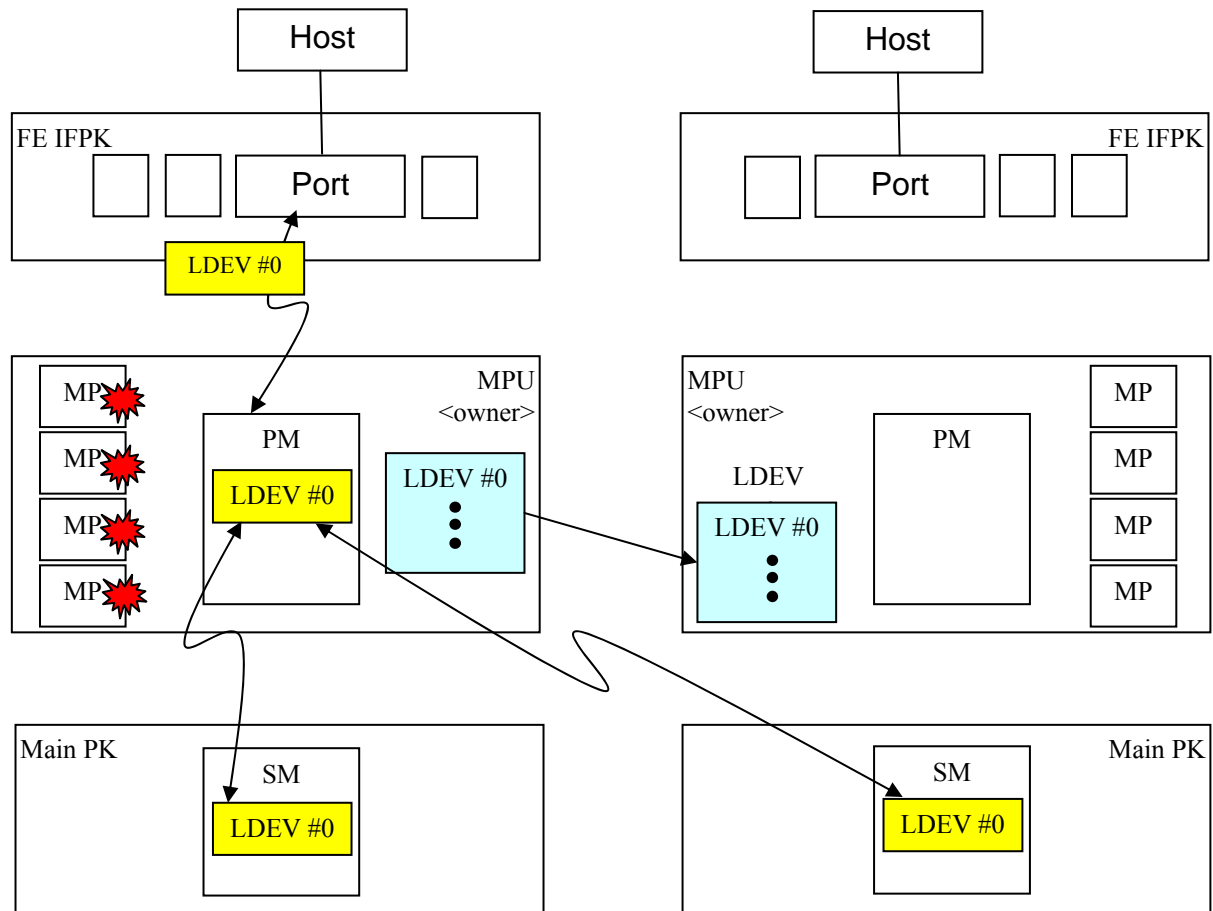 Host
Host
FE IFPK
FE IFPK
Port
Port
LDEV #0
MP
MP
MP
MP
PM
LDEV #0
MPU
<owner>
LDEV #0
MPU
<owner>
LDEV
LDEV #0
PM
MP
MP
MP
MP
Main PK
SM
LDEV #0
Main PK
SM
LDEV #0